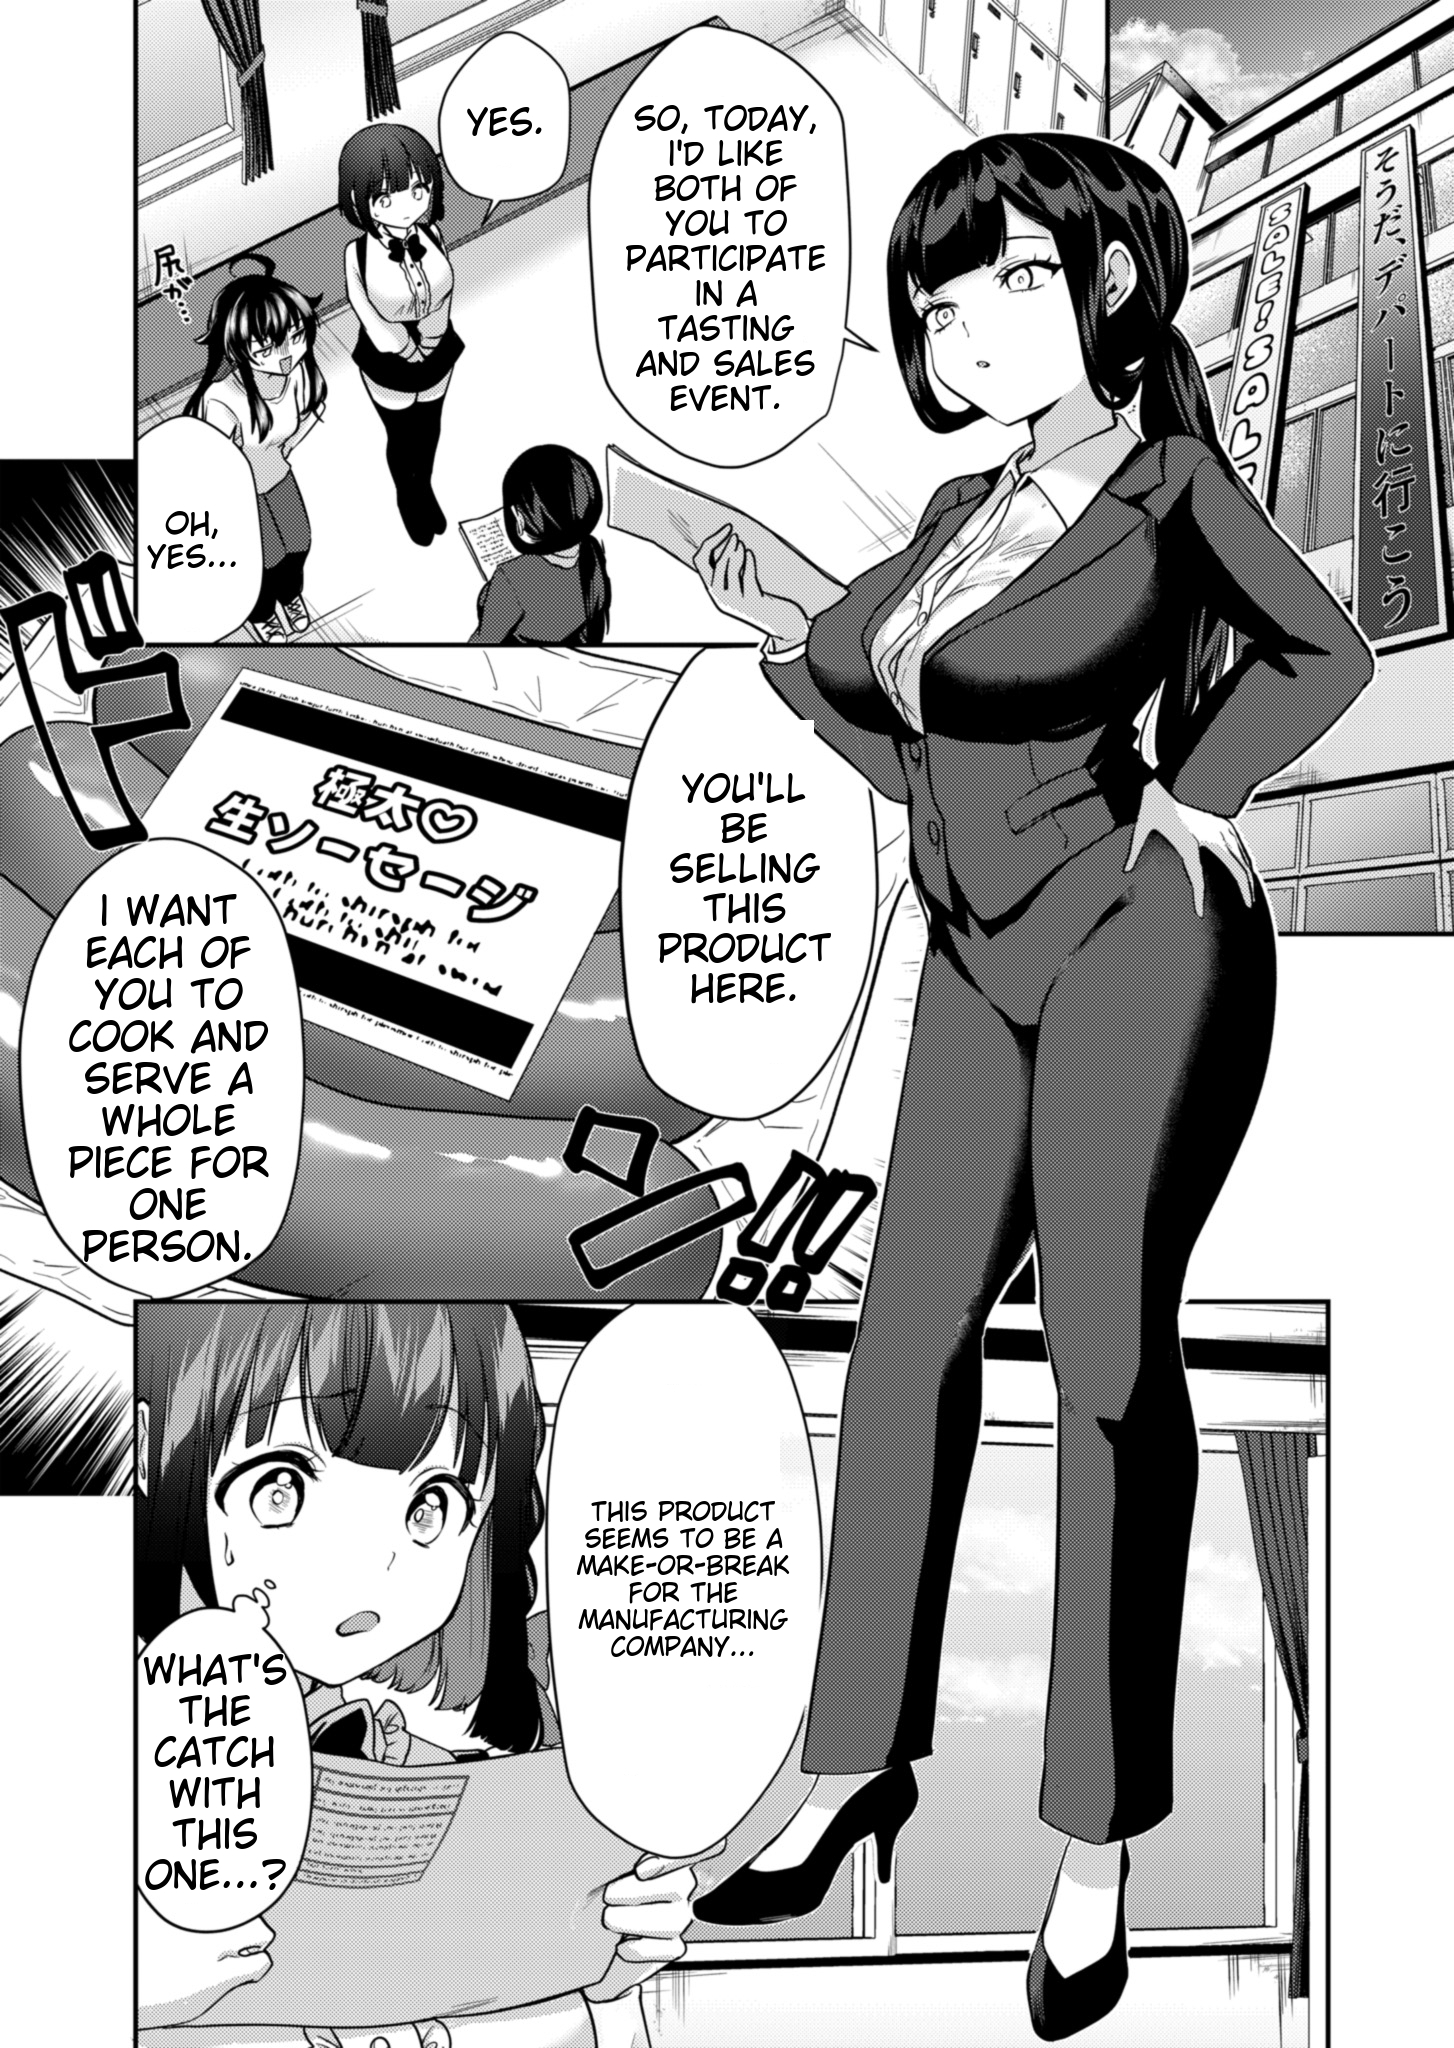 そうだ、デパートに行こう
SALE!SAL
SO, TODAY,
I'D LIKE
BOTH OF
YOU TO
PARTICIPATE
IN A
TASTING
AND SALES
EVENT.
YES.
尻が…
OH,
YES...
YOU'LL
BE
SELLING
THIS
PRODUCT
HERE.
極太♡
生ソーセージ
ドン!!
I WANT
EACH OF
YOU TO
COOK AND
SERVE A
WHOLE
PIECE FOR
ONE
PERSON.
THIS PRODUCT
SEEMS TO BE A
MAKE-OR-BREAK
FOR THE
MANUFACTURING
COMPANY...
WHAT'S
THE
CATCH
WITH
THIS
ONE...?